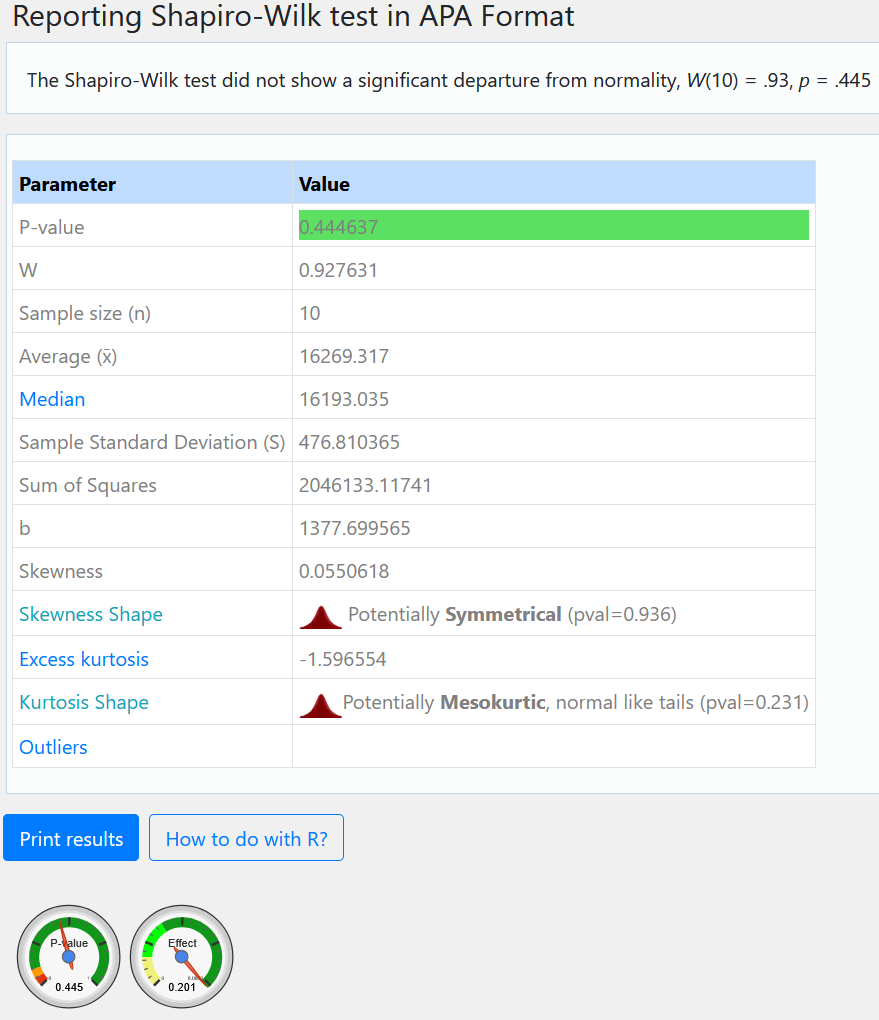 Reporting Shapiro-Wilk test in APA Format
The Shapiro-Wilk test did not show a significant departure from normality, W(10) = .93, p = .445
Parameter Value
P-value 0.444637
W 0.927631
Sample size (n) 10
Average (x̄) 16269.317
Median 16193.035
Sample Standard Deviation (S) 476.810365
Sum of Squares 2046133.11741
b 1377.699565
Skewness 0.0550618
Skewness Shape Potentially Symmetrical (pval=0.936)
Excess kurtosis -1.596554
Kurtosis Shape Potentially Mesokurtic, normal like tails (pval=0.231)
Outliers
Print results How to do with R?
P-value Effect
0.445 0.201